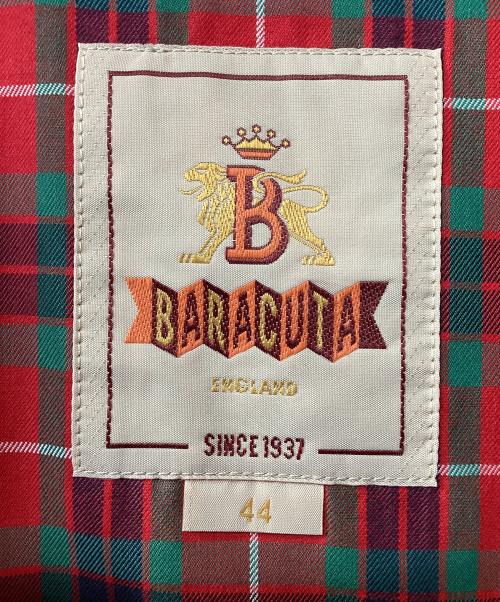 B
BARACUTA
ENGLAND
SINCE 1937
44